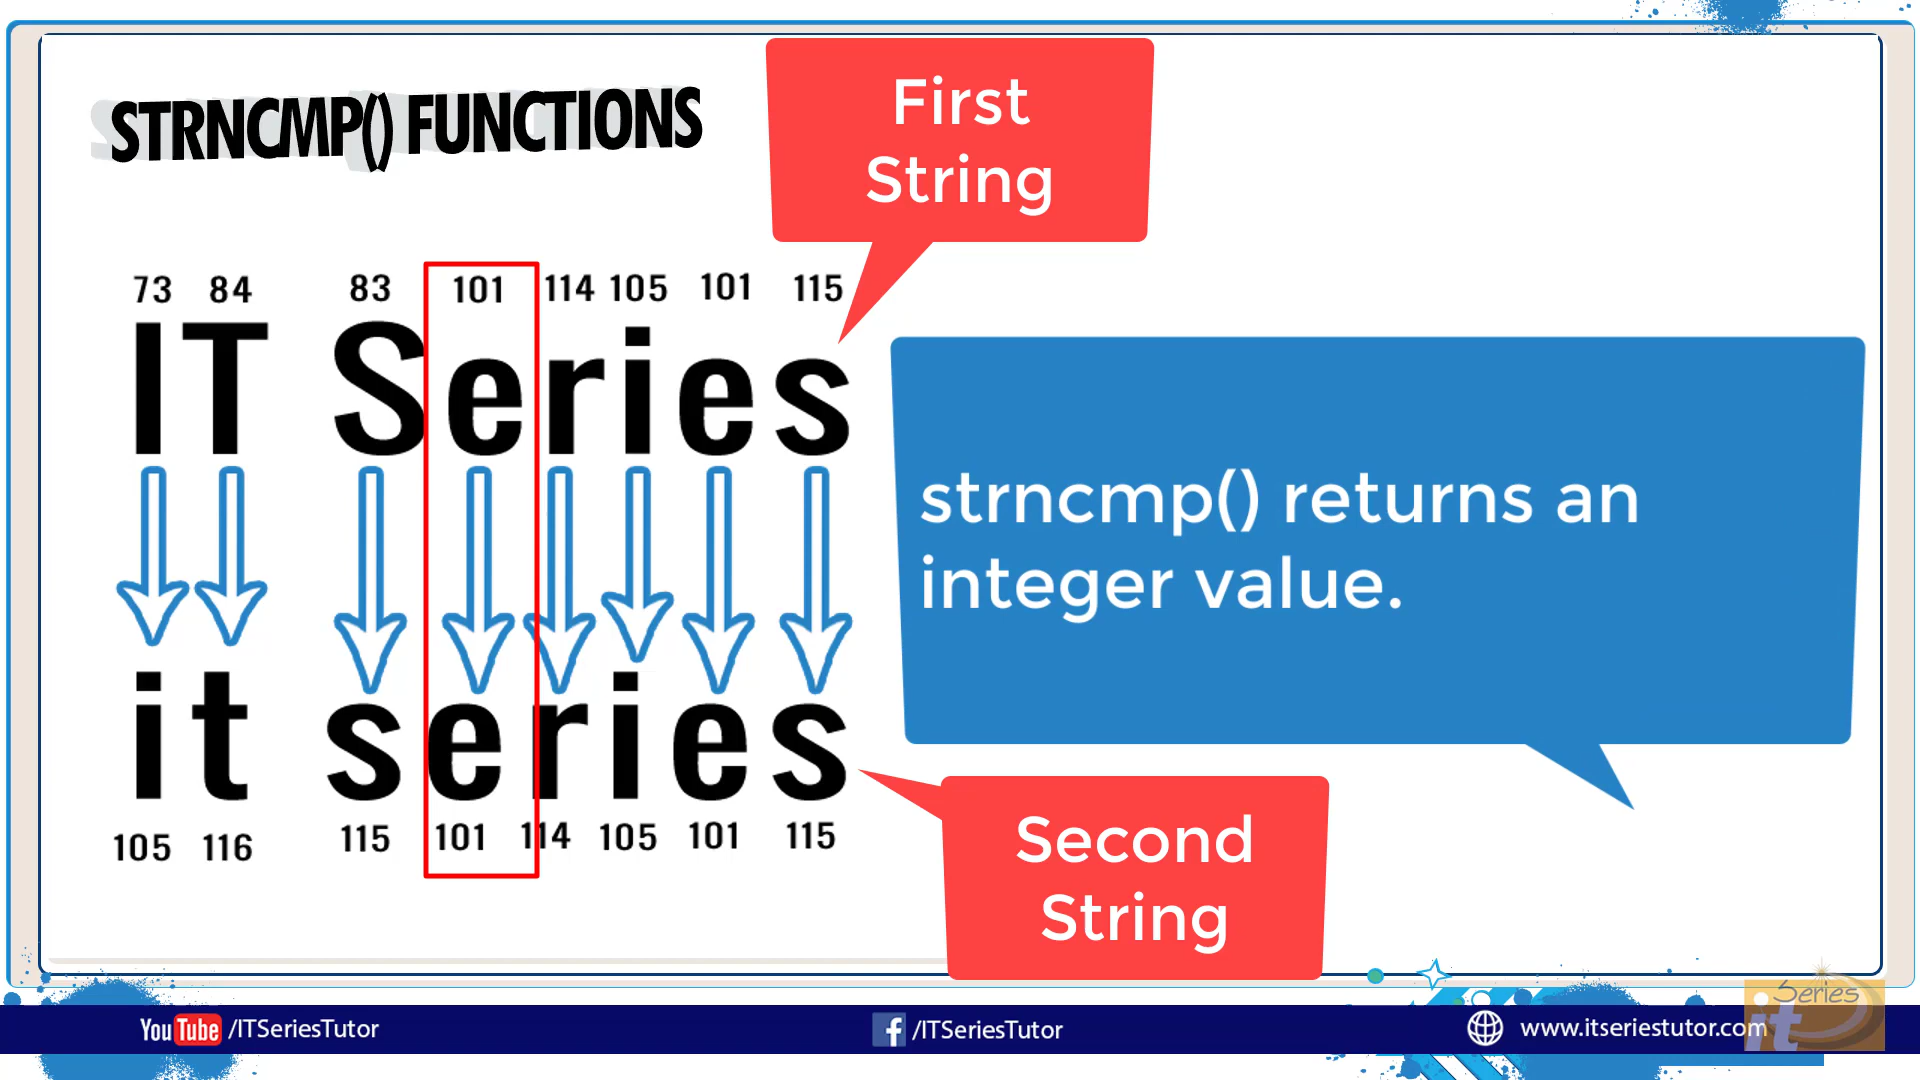 STRNCMP() FUNCTIONS
First
String
73 84 83 101 114 105 101 115
IT Series
strncmp() returns an
integer value.
it series
105 116 115 101 114 105 101 115
Second
String
YouTube /ITSeriesTutor
f /ITSeriesTutor
www.itseriestutor.com
Series
it